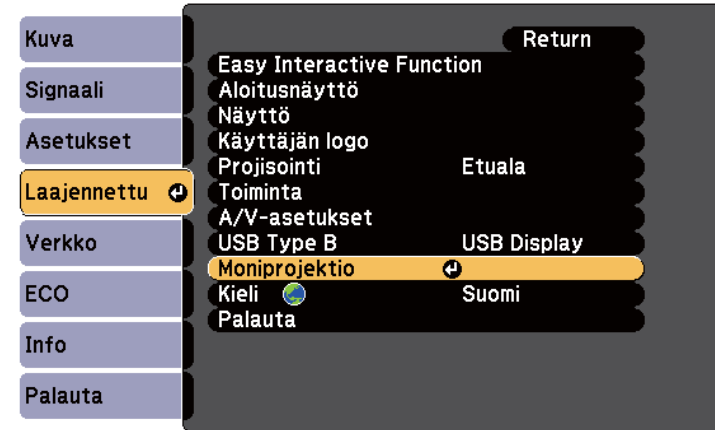 Kuva
Signaali
Asetukset
Laajennettu
Verkko
ECO
Info
Palauta
Return
Easy Interactive Function
Aloitusnäyttö
Näyttö
Käyttäjän logo
Projisointi Etuala
Toiminta
A/V-asetukset
USB Type B USB Display
Moniprojektio
Kieli Suomi
Palauta